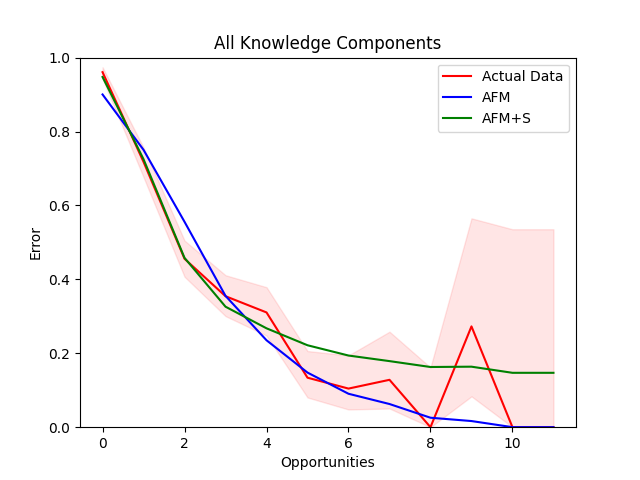 All Knowledge Components
Actual Data
AFM
AFM+S
1.0
0.8
0.6
0.4
0.2
0.0
Error
0 2 4 6 8 10
Opportunities